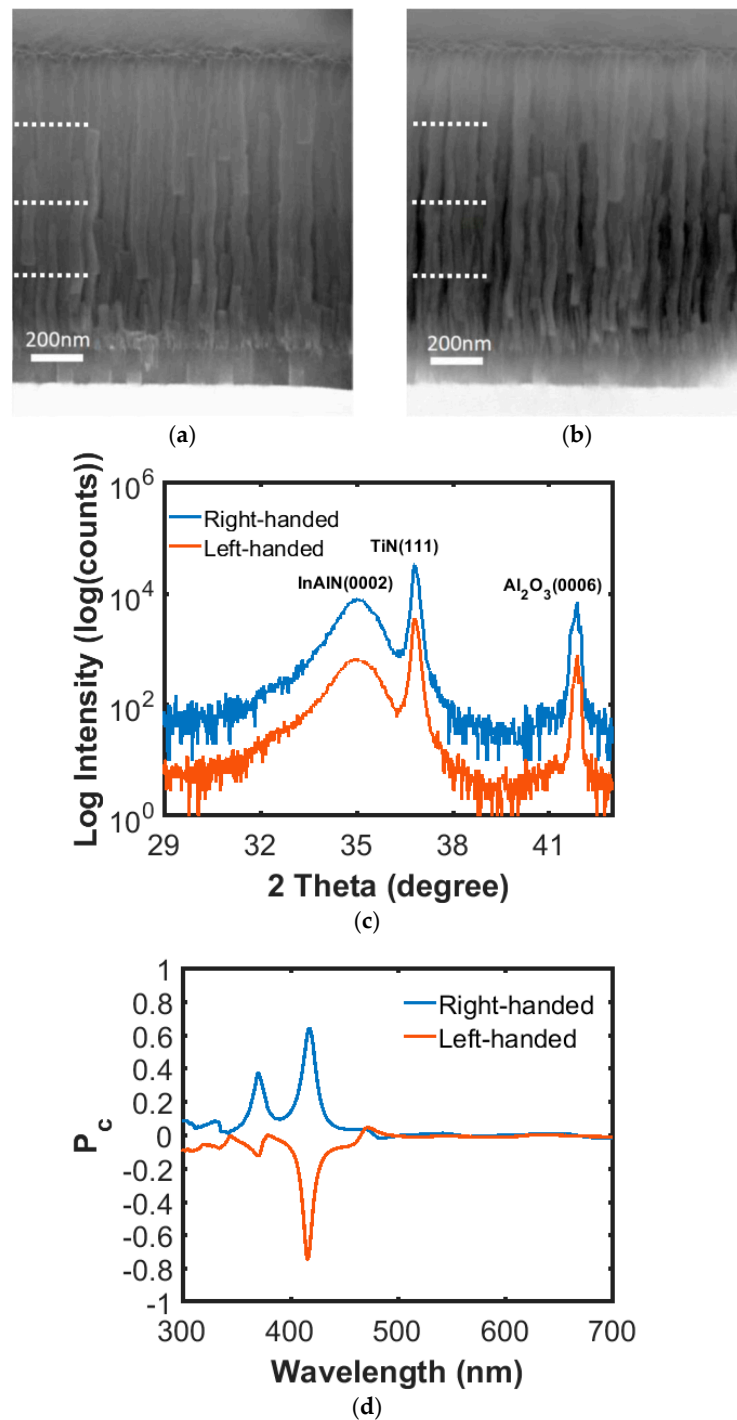 200nm
200nm
(a)
(b)
Log Intensity (log(counts))
10^6
10^4
10^2
10^0
Right-handed
Left-handed
InAlN(0002)
TiN(111)
Al₂O₃(0006)
29 32 35 38 41
2 Theta (degree)
(c)
P_c
1
0.8
0.6
0.4
0.2
0
-0.2
-0.4
-0.6
-0.8
-1
Right-handed
Left-handed
300 400 500 600 700
Wavelength (nm)
(d)